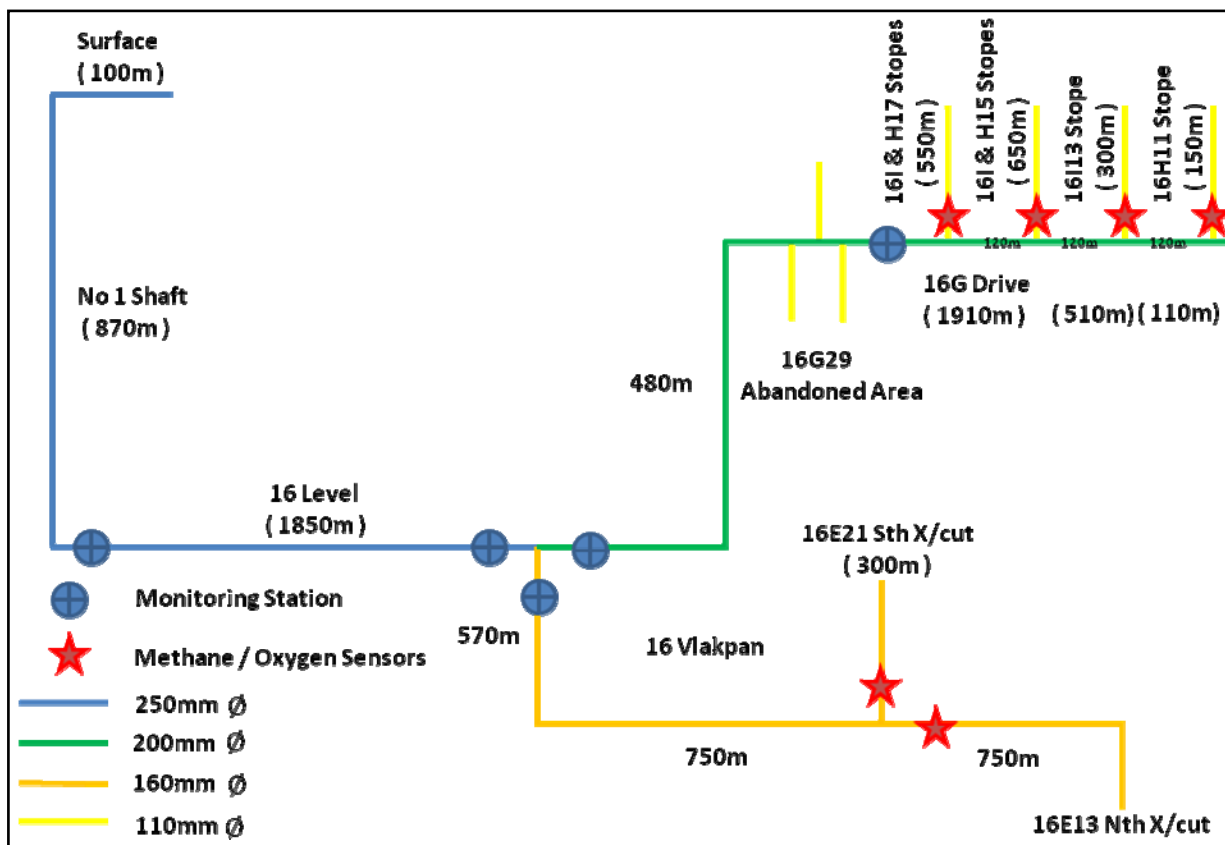 Surface
( 100m )
No 1 Shaft
( 870m )
16 Level
( 1850m )
Monitoring Station
Methane / Oxygen Sensors
250mm Ø
200mm Ø
160mm Ø
110mm Ø
570m
480m
16G29
Abandoned Area
16I & H17 Stopes
( 550m )
16I & H15 Stopes
( 650m )
16I13 Stope
( 300m )
16H11 Stope
( 150m )
120m
120m
120m
16G Drive
( 1910m )
(510m)
(110m)
16E21 Sth X/cut
( 300m )
16 Vlakpan
750m
750m
16E13 Nth X/cut